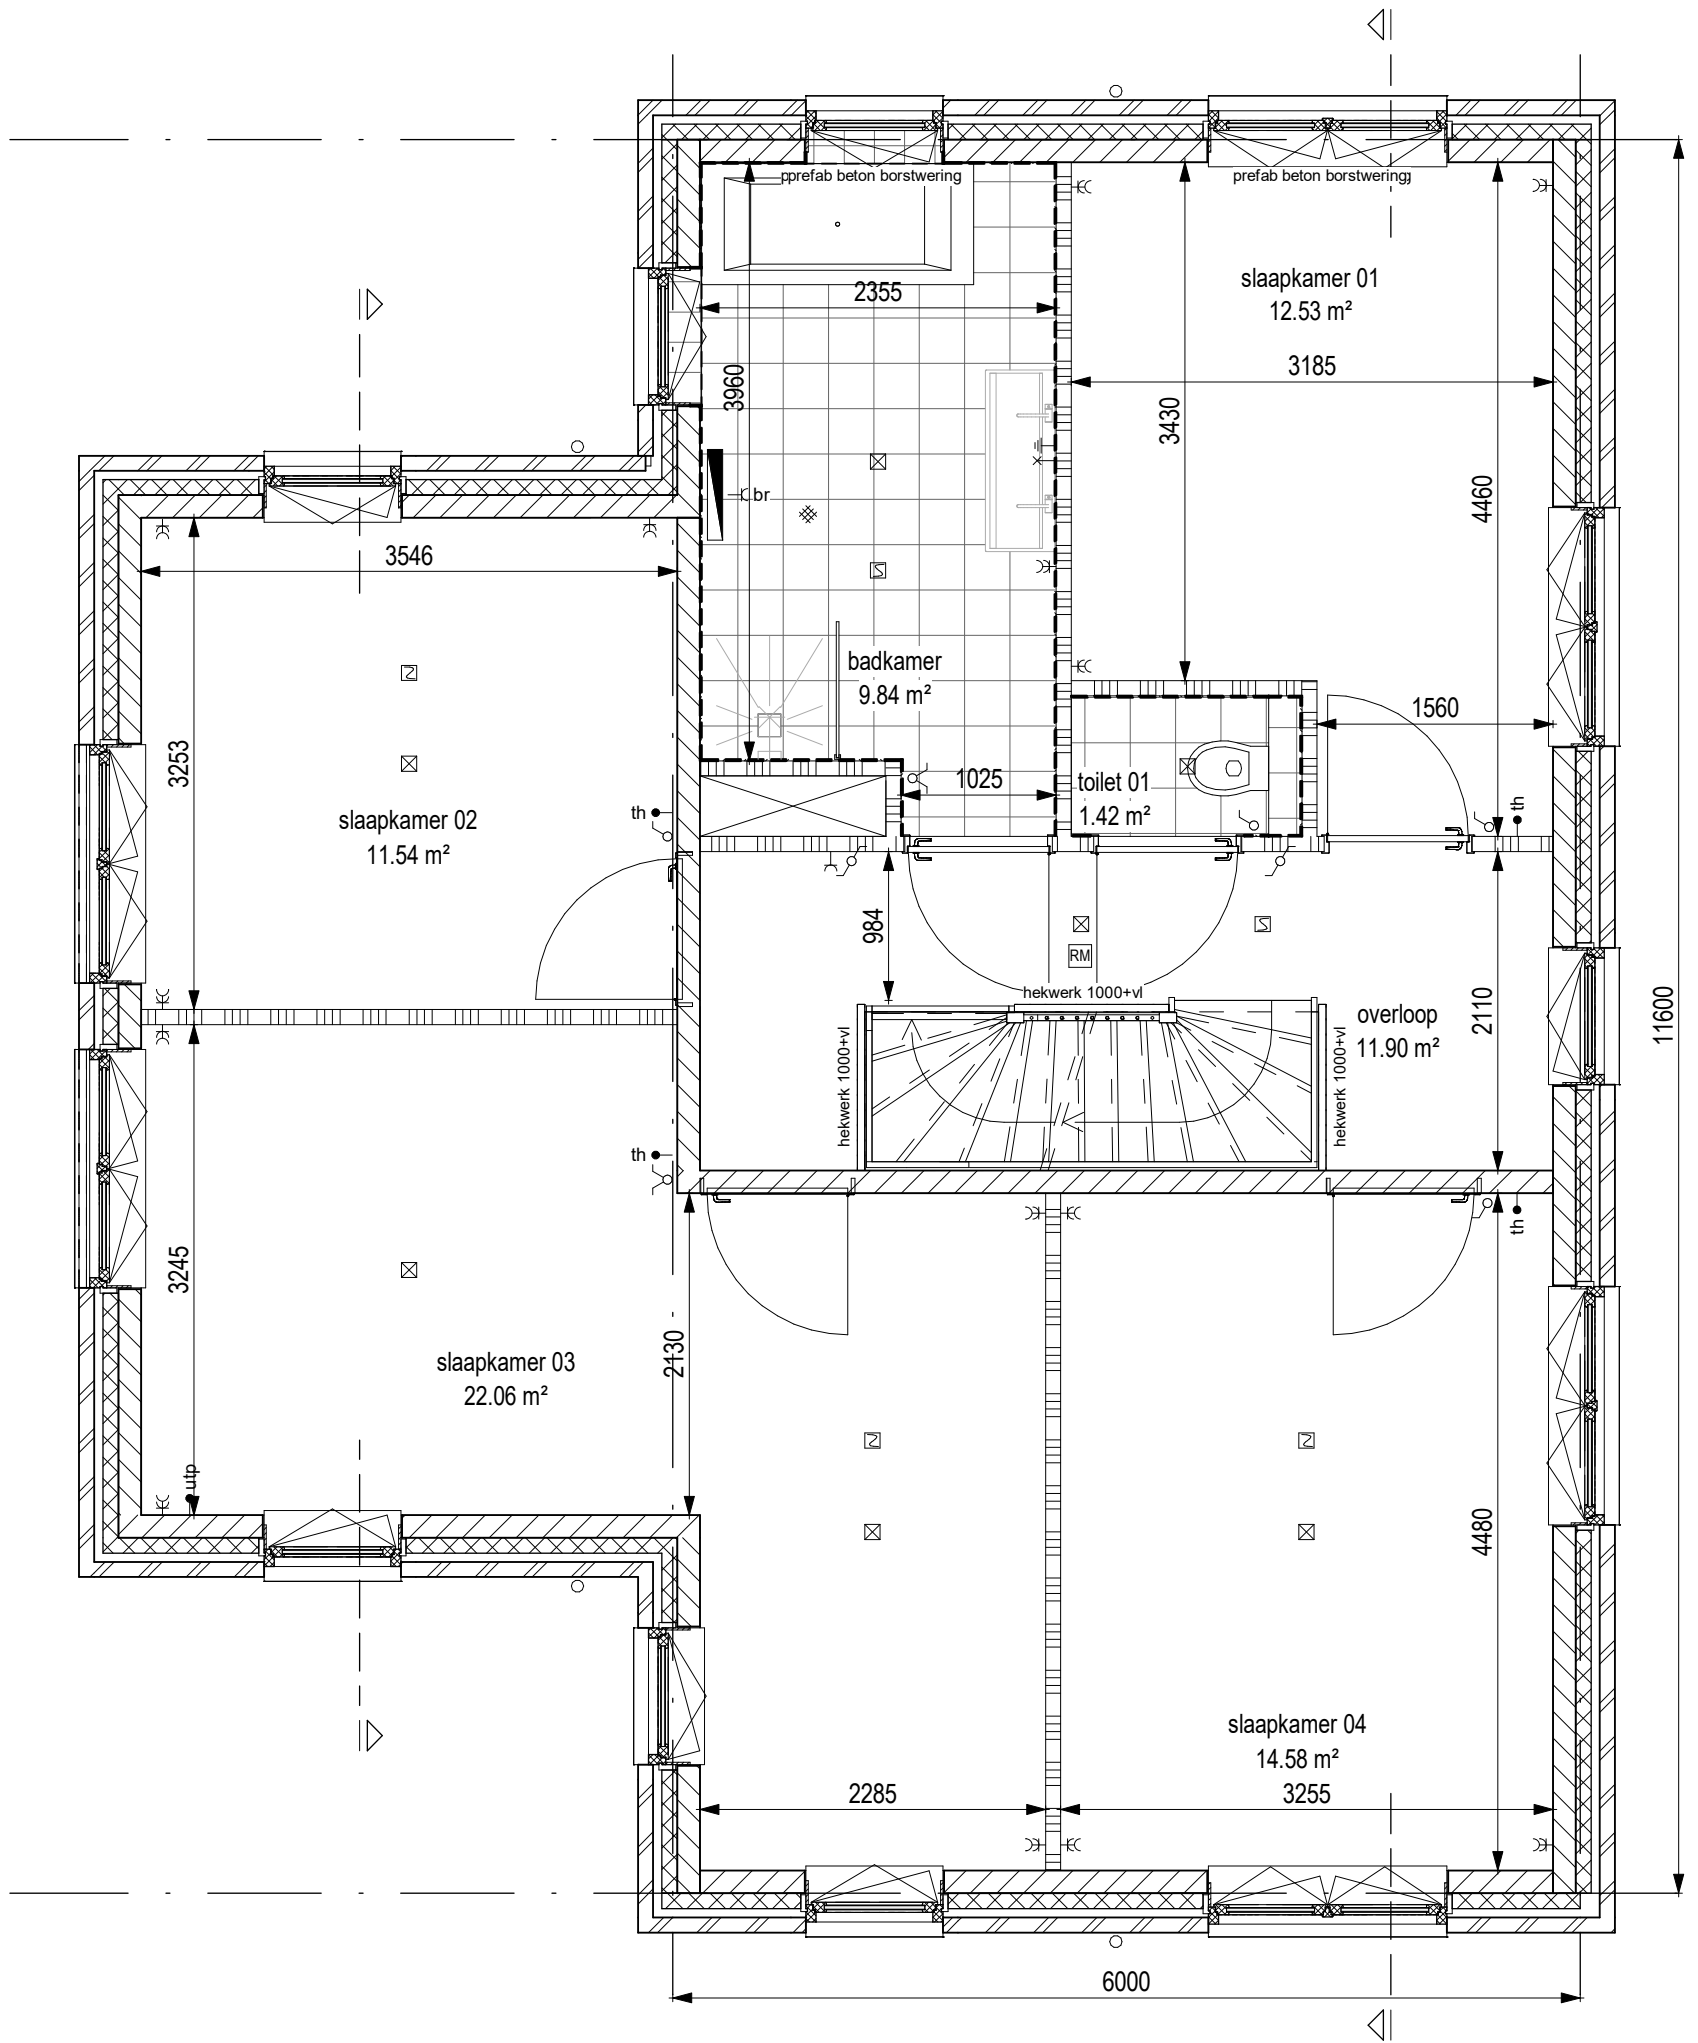 pprefab beton borstwering
prefab beton borstwering
slaapkamer 01
12.53 m²
2355
3185
3960
3430
4460
br
3546
badkamer
9.84 m²
1560
3253
1025
toilet 01
1.42 m²
th
th
slaapkamer 02
11.54 m²
984
RM
hekwerk 1000+vl
overloop
11.90 m²
2110
11600
hekwerk 1000+vl
hekwerk 1000+vl
th
th
3245
2130
slaapkamer 03
22.06 m²
utp
4480
slaapkamer 04
14.58 m²
2285
3255
6000